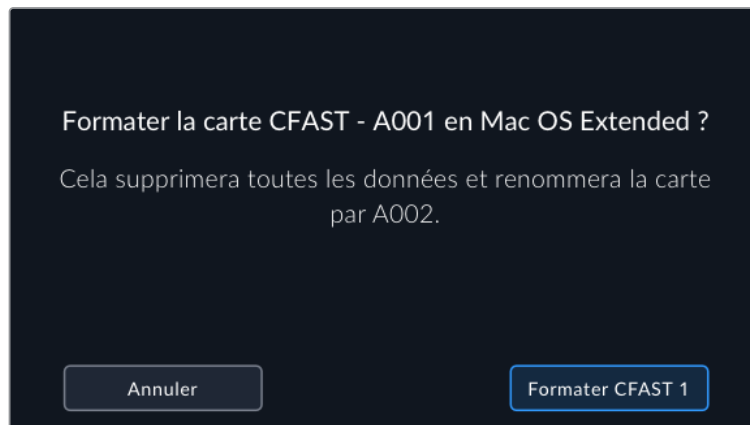 Formater la carte CFAST - A001 en Mac OS Extended ?
Cela supprimera toutes les données et renommera la carte
par A002.
Annuler
Formater CFAST 1